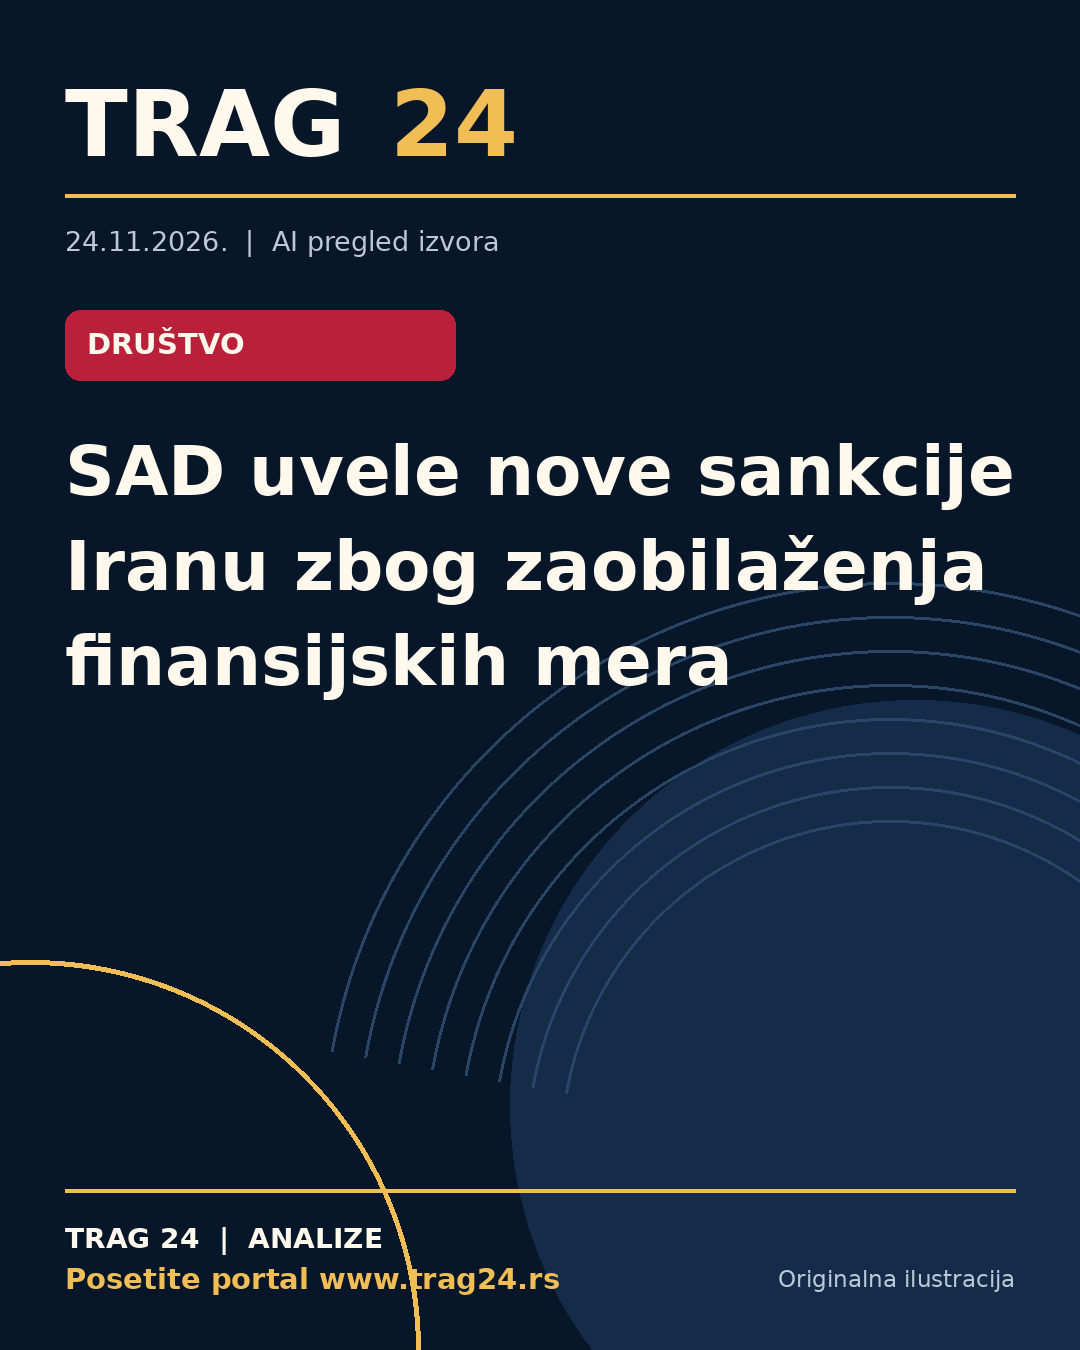 TRAG 24
24.11.2026. | AI pregled izvora
DRUŠTVO
SAD uvele nove sankcije
Iranu zbog zaobilaženja
finansijskih mera
TRAG 24 | ANALIZE
Posetite portal www.trag24.rs
Originalna ilustracija